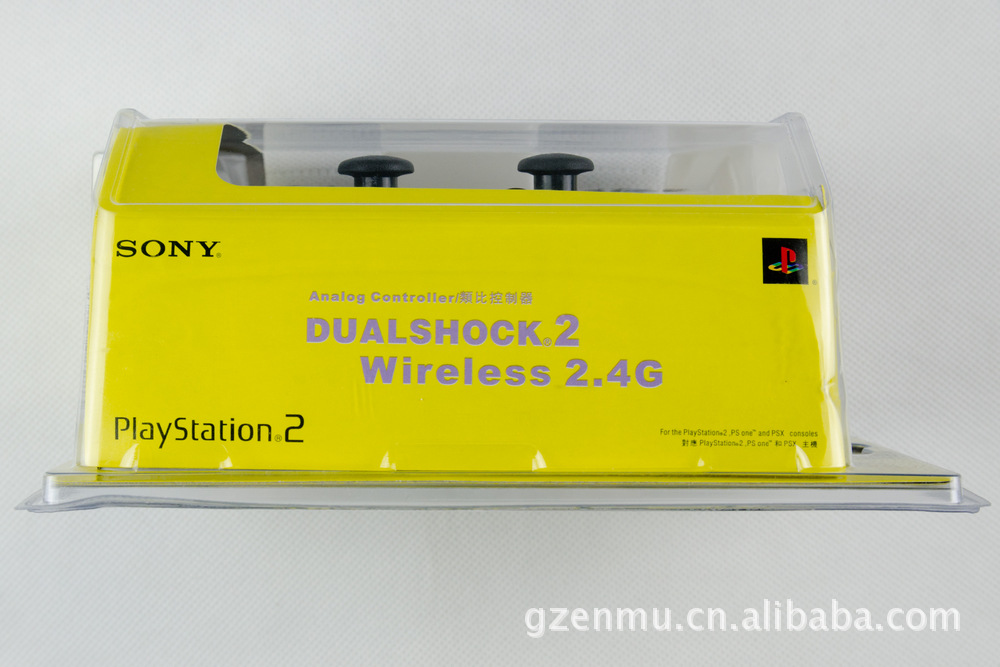 SONY®
Analog Controller/類比控制器
DUALSHOCK®2
Wireless 2.4G
PlayStation®2
For the PlayStation®2 ,PS one™ and PSX consoles
對應 PlayStation®2 ,PS one™ 和 PSX 主機
gzenmu.cn.alibaba.com